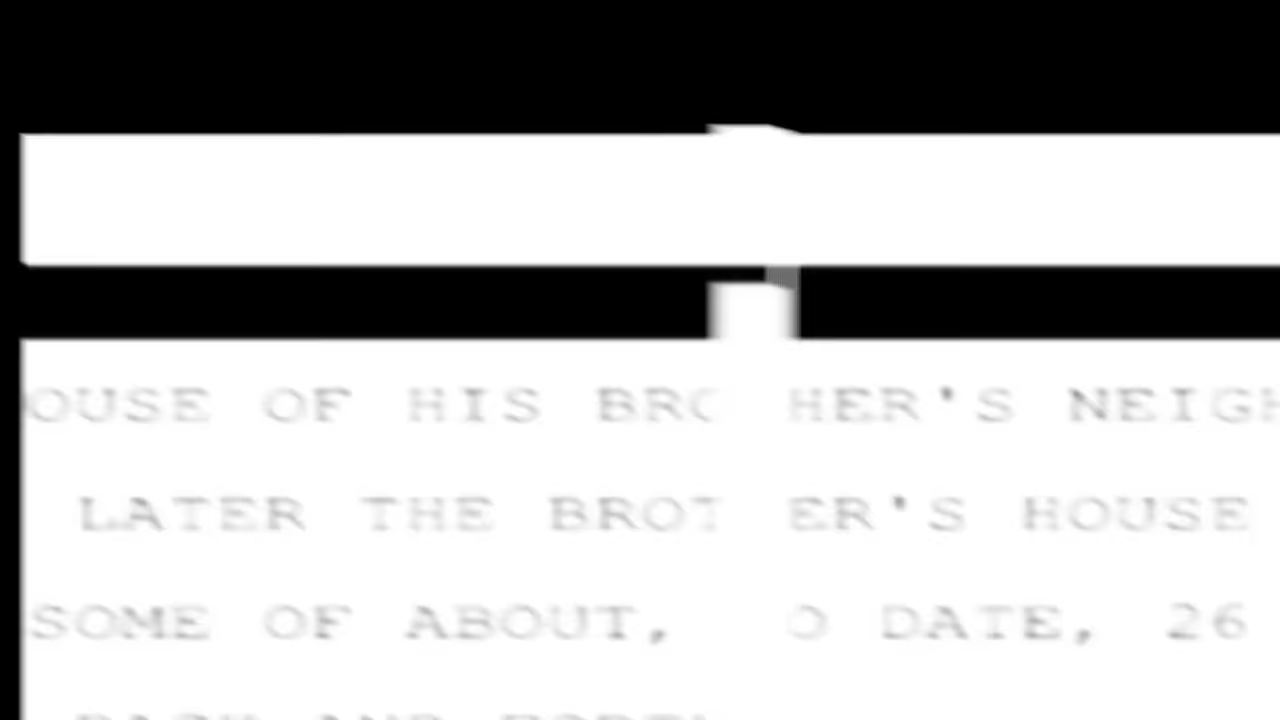 OUSE OF HIS BRO HER'S NEIGH
LATER THE BROT ER'S HOUSE
SOME OF ABOUT, O DATE, 26